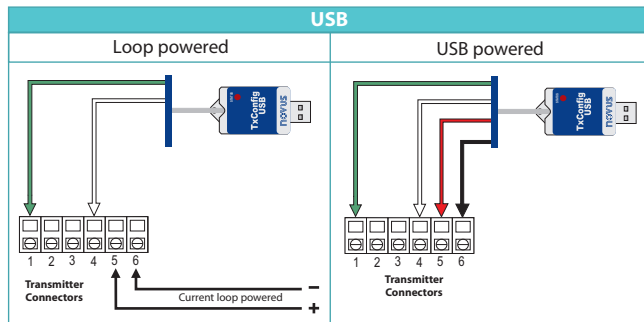 USB
Loop powered
USB powered
TxConfig
USB
novus
TxConfig
USB
novus
1 2 3 4 5 6
Transmitter
Connectors
Current loop powered
−
+
1 2 3 4 5 6
Transmitter
Connectors